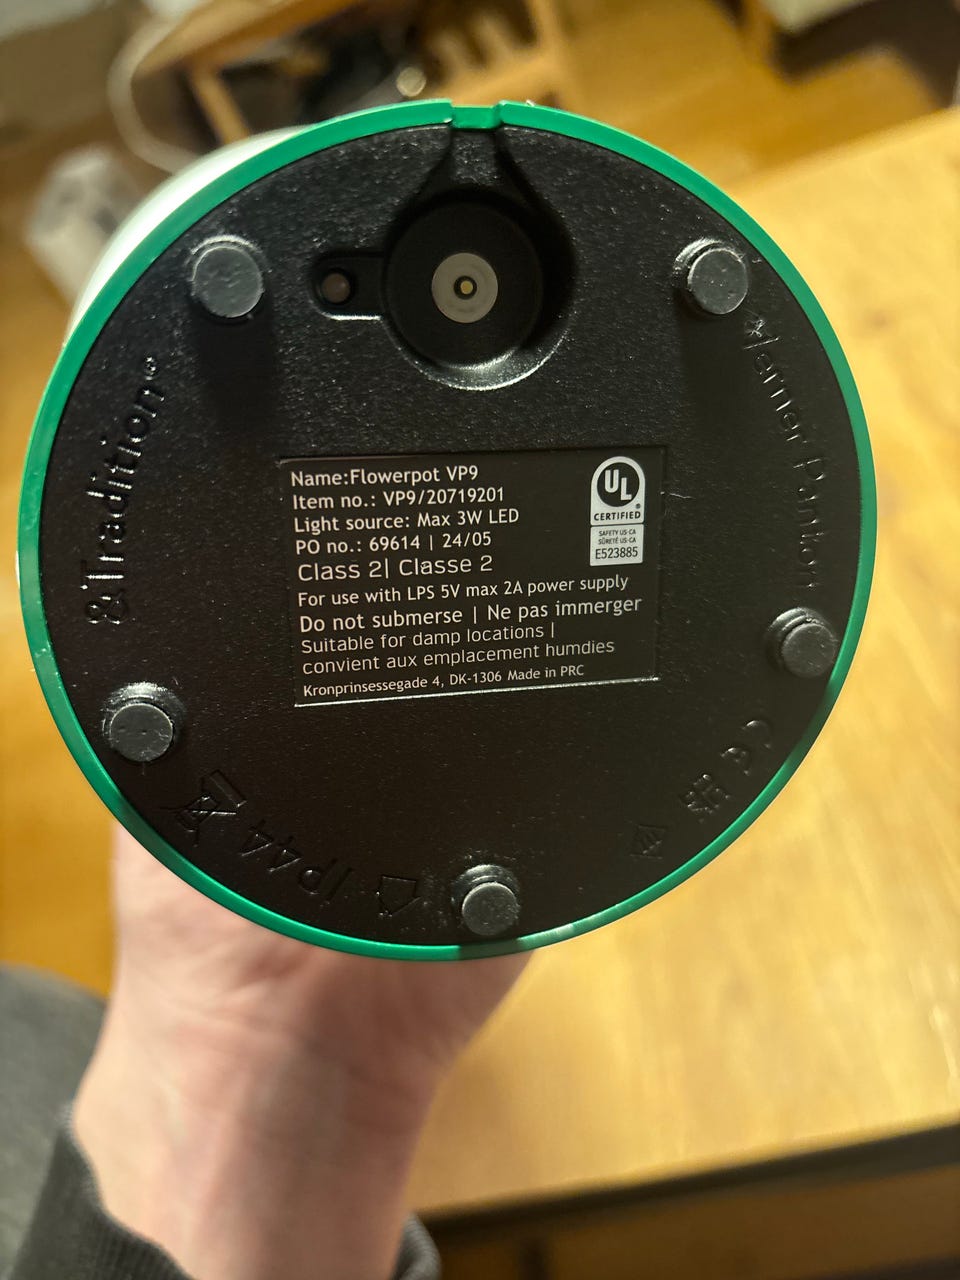 &Tradition®
Verner Panton
Name:Flowerpot VP9
Item no.: VP9/20719201
Light source: Max 3W LED
PO no.: 69614 | 24/05
Class 2| Classe 2
For use with LPS 5V max 2A power supply
Do not submerse | Ne pas immerger
Suitable for damp locations |
convient aux emplacement humdies
Kronprinsessegade 4, DK-1306 Made in PRC
UL
®
CERTIFIED
SAFETY US-CA
SÛRETÉ US-CA
E523885
IP44
CE